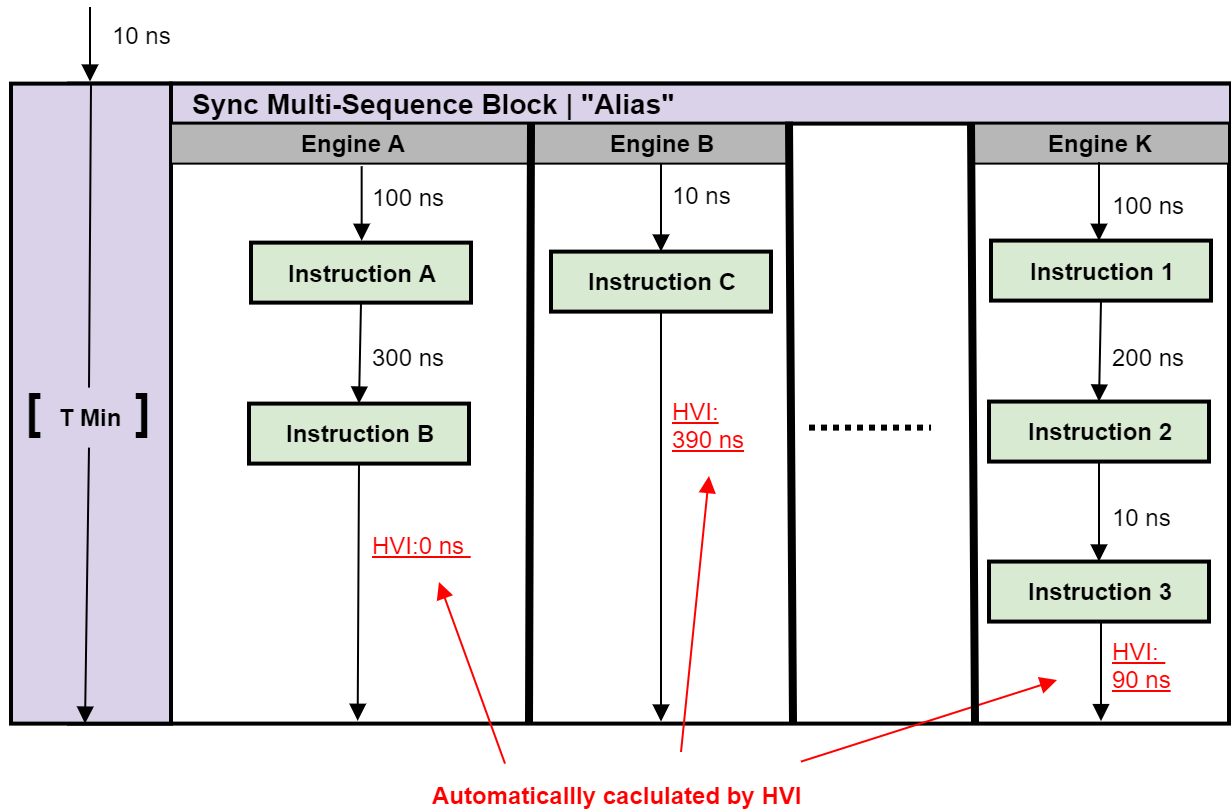 10 ns
Sync Multi-Sequence Block | "Alias"
Engine A
Engine B
Engine K
100 ns
10 ns
100 ns
Instruction A
Instruction C
Instruction 1
300 ns
200 ns
[ T Min ]
Instruction B
HVI:
390 ns
Instruction 2
HVI:0 ns
10 ns
Instruction 3
HVI:
90 ns
Automaticallly caclulated by HVI